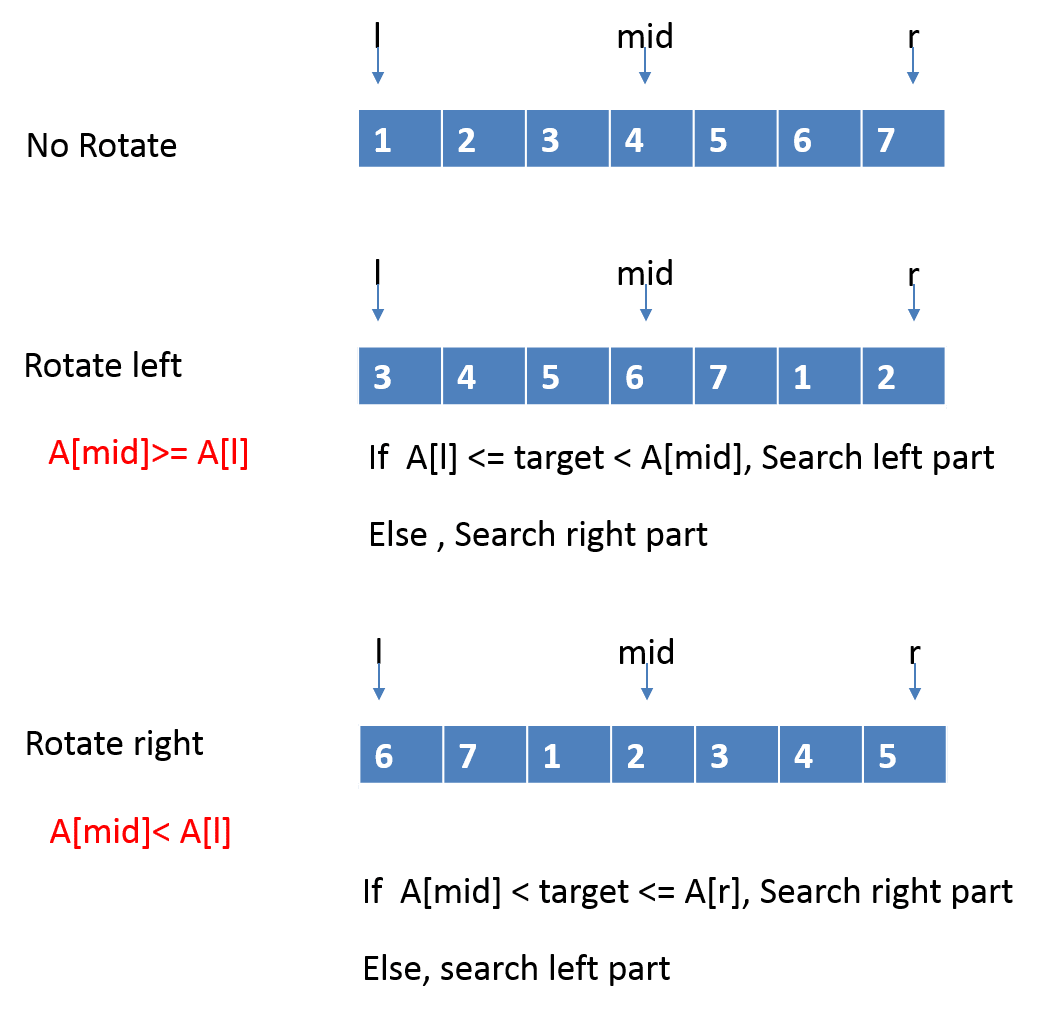 l mid r
No Rotate 1 2 3 4 5 6 7
l mid r
Rotate left 3 4 5 6 7 1 2
A[mid]>= A[l] If A[l] <= target < A[mid], Search left part
Else , Search right part
l mid r
Rotate right 6 7 1 2 3 4 5
A[mid]< A[l]
If A[mid] < target <= A[r], Search right part
Else, search left part